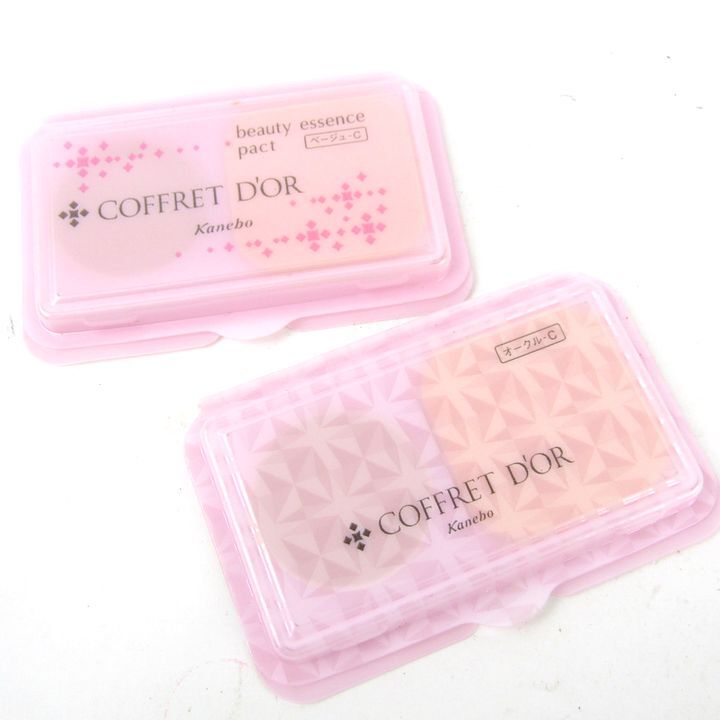 beauty essence
pact ベージュ-C
COFFRET D'OR
Kanebo
オークル-C
COFFRET D'OR
Kanebo